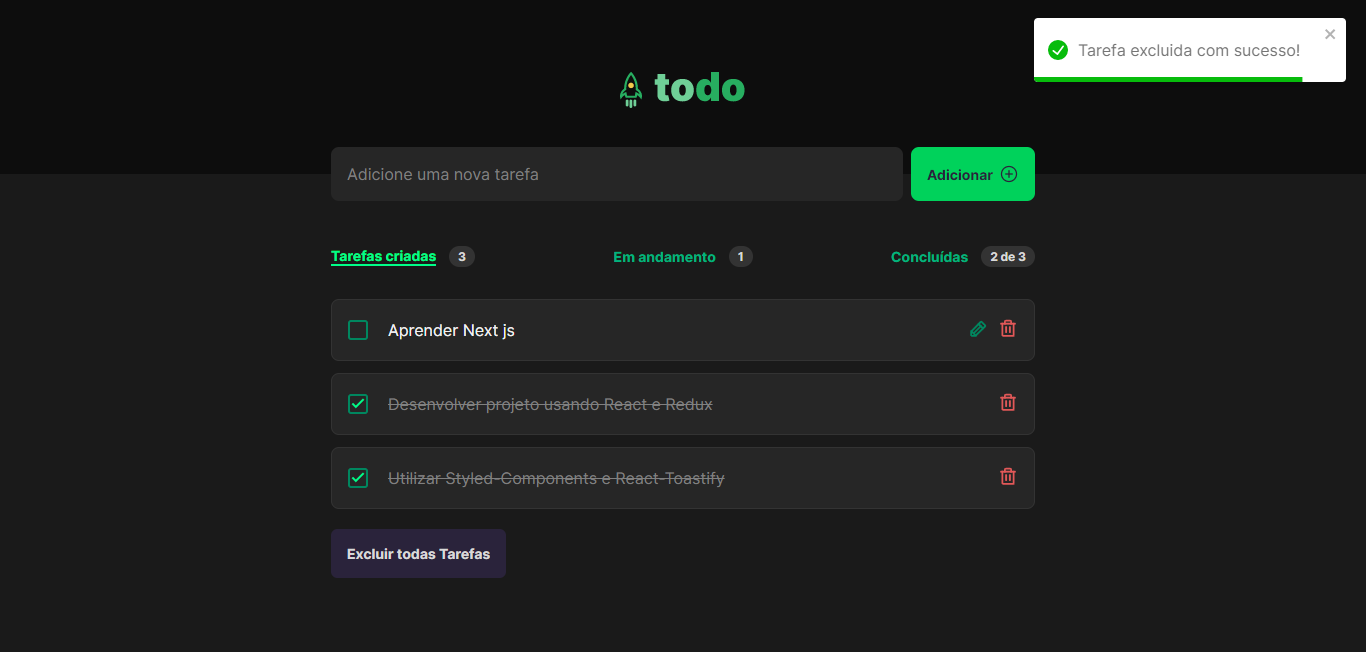 Tarefa excluida com sucesso!
todo
Adicione uma nova tarefa
Adicionar
Tarefas criadas 3
Em andamento 1
Concluídas 2 de 3
Aprender Next js
Desenvolver projeto usando React e Redux
Utilizar Styled-Components e React-Toastify
Excluir todas Tarefas